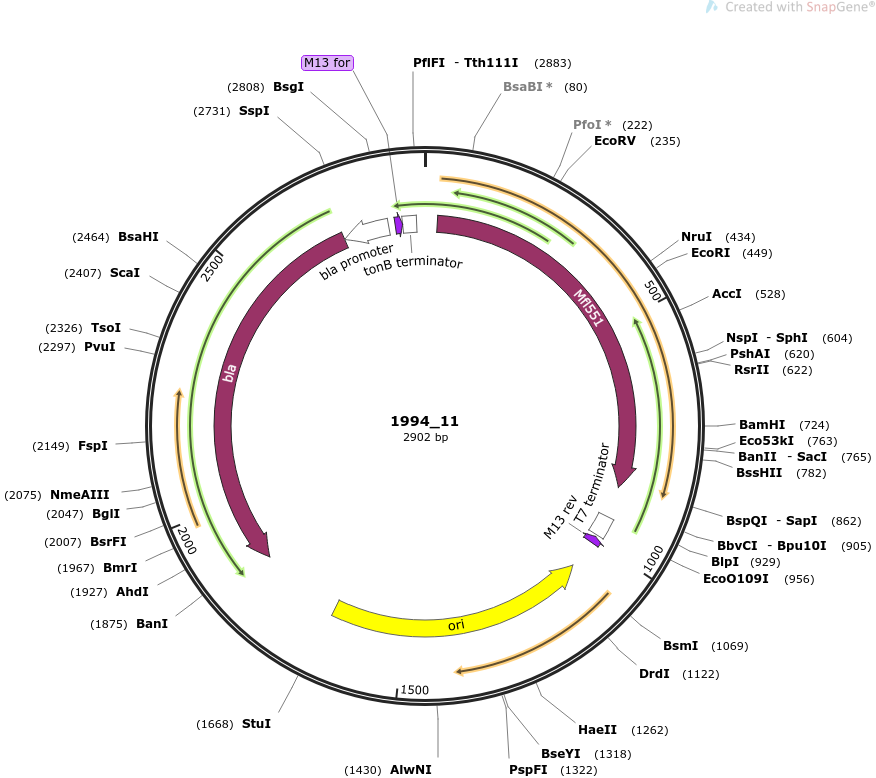 Created with SnapGene®
M13 for
PflFI - Tth111I (2883)
(2808) BsgI
BsaBI * (80)
(2731) SspI
PfoI * (222)
EcoRV (235)
(2464) BsaHI
NruI (434)
EcoRI (449)
(2407) ScaI
AccI (528)
(2326) TsoI
(2297) PvuI
NspI - SphI (604)
PshAI (620)
RsrII (622)
2500
500
bla promoter
tonB terminator
Mfl551
bla
1994_11
2902 bp
BamHI (724)
Eco53kI (763)
BanII - SacI (765)
BssHII (782)
(2149) FspI
(2075) NmeAIII
(2047) BglI
(2007) BsrFI
(1967) BmrI
(1927) AhdI
(1875) BanI
2000
T7 terminator
M13 rev
BspQI - SapI (862)
BbvCI - Bpu10I (905)
BlpI (929)
EcoO109I (956)
1000
ori
BsmI (1069)
DrdI (1122)
1500
(1668) StuI
HaeII (1262)
BseYI (1318)
(1430) AlwNI
PspFI (1322)